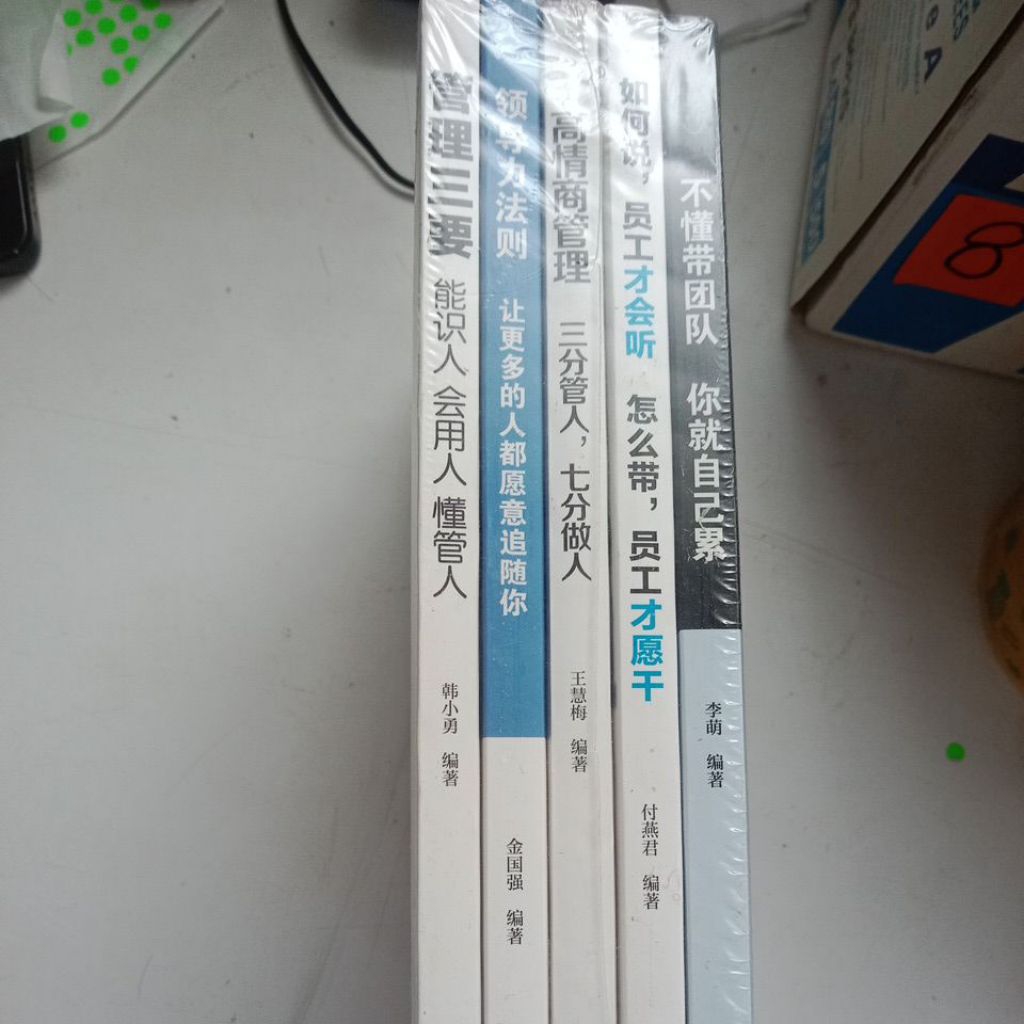 管理三要 能识人 会用人 懂管人
韩小勇 编著
领导力法则 让更多的人都愿意追随你
金国强 编著
高情商管理 三分管人，七分做人
王慧梅 编著
如何说，员工才会听 怎么带，员工才愿干
付燕君 编著
不懂带团队 你就自己累
李萌 编著
8